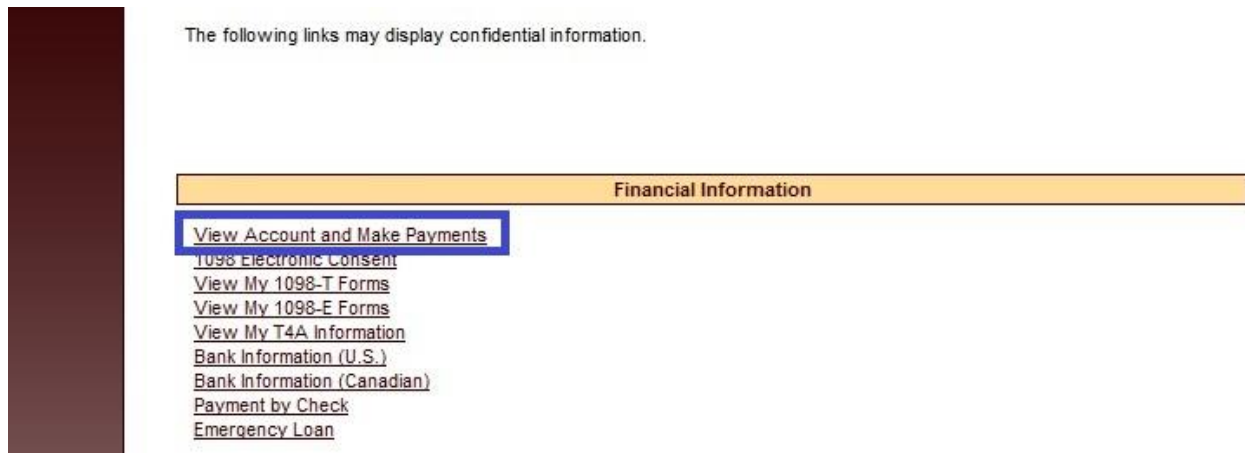 The following links may display confidential information.
Financial Information
View Account and Make Payments
1098 Electronic Consent
View My 1098-T Forms
View My 1098-E Forms
View My T4A Information
Bank Information (U.S.)
Bank Information (Canadian)
Payment by Check
Emergency Loan